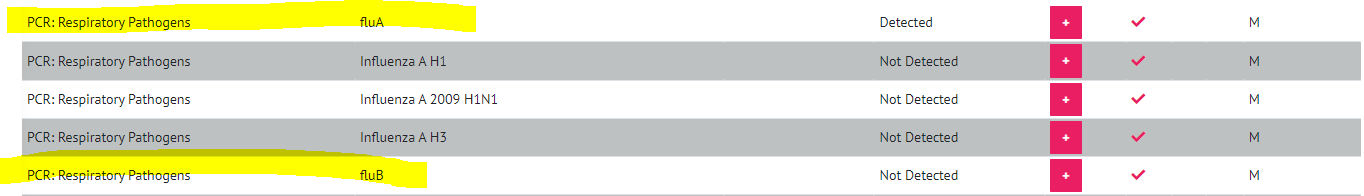 PCR: Respiratory Pathogens fluA Detected + M
PCR: Respiratory Pathogens Influenza A H1 Not Detected + M
PCR: Respiratory Pathogens Influenza A 2009 H1N1 Not Detected + M
PCR: Respiratory Pathogens Influenza A H3 Not Detected + M
PCR: Respiratory Pathogens fluB Not Detected + M